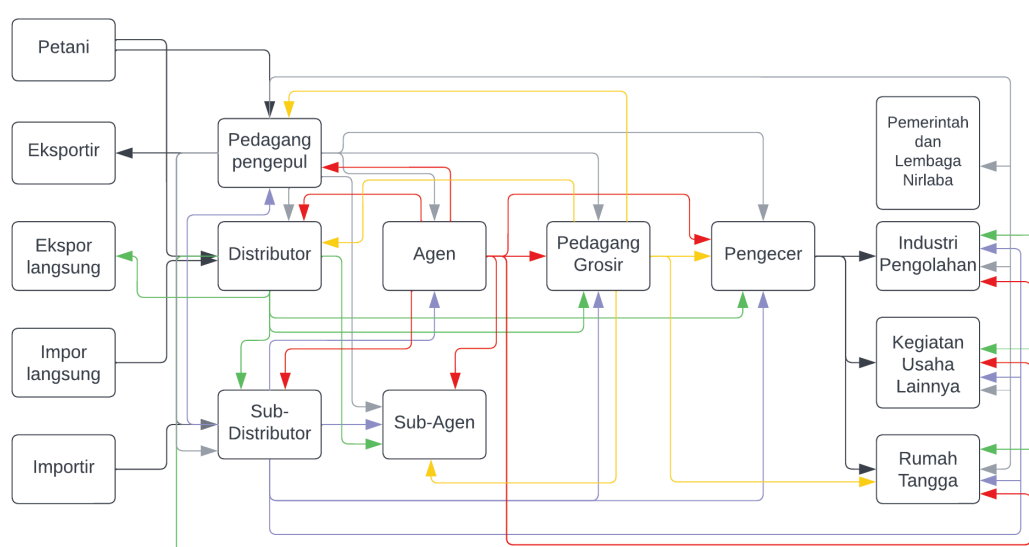 Petani
Eksportir
Ekspor
langsung
Impor
langsung
Importir
Pedagang
pengepul
Distributor
Sub-
Distributor
Agen
Sub-Agen
Pedagang
Grosir
Pengecer
Pemerintah
dan
Lembaga
Nirlaba
Industri
Pengolahan
Kegiatan
Usaha
Lainnya
Rumah
Tangga